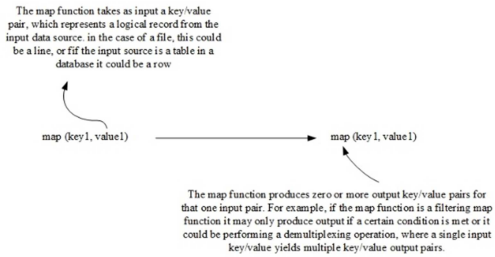 The map function takes as input a key/value
pair, which represents a logical record from the
input data source. in the case of a file, this could
be a line, or fif the input source is a table in a
database it could be a row
map (key1, value1)
map (key1, value1)
The map function produces zero or more output key/value pairs for
that one input pair. For example, if the map function is a filtering map
function it may only produce output if a certain condition is met or it
could be performing a demultiplexing operation, where a single input
key/value yields multiple key/value output pairs.